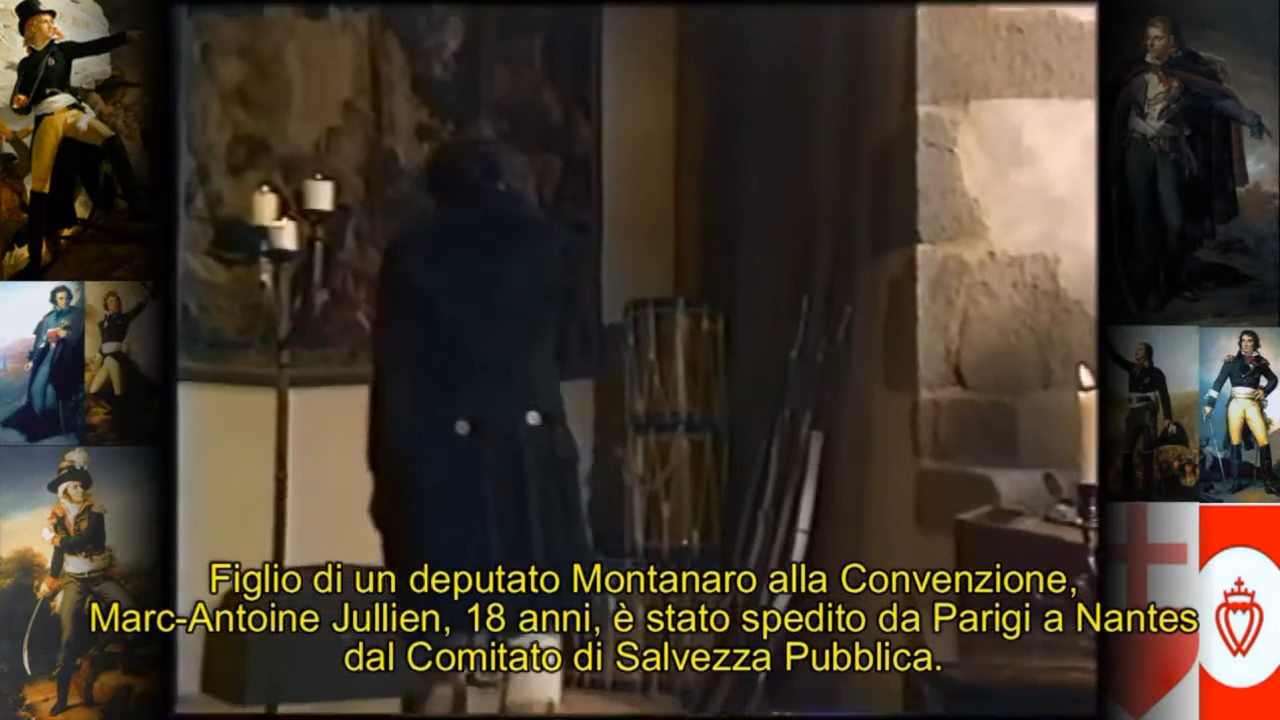 Figlio di un deputato Montanaro alla Convenzione,
Marc-Antoine Jullien, 18 anni, è stato spedito da Parigi a Nantes
dal Comitato di Salvezza Pubblica.